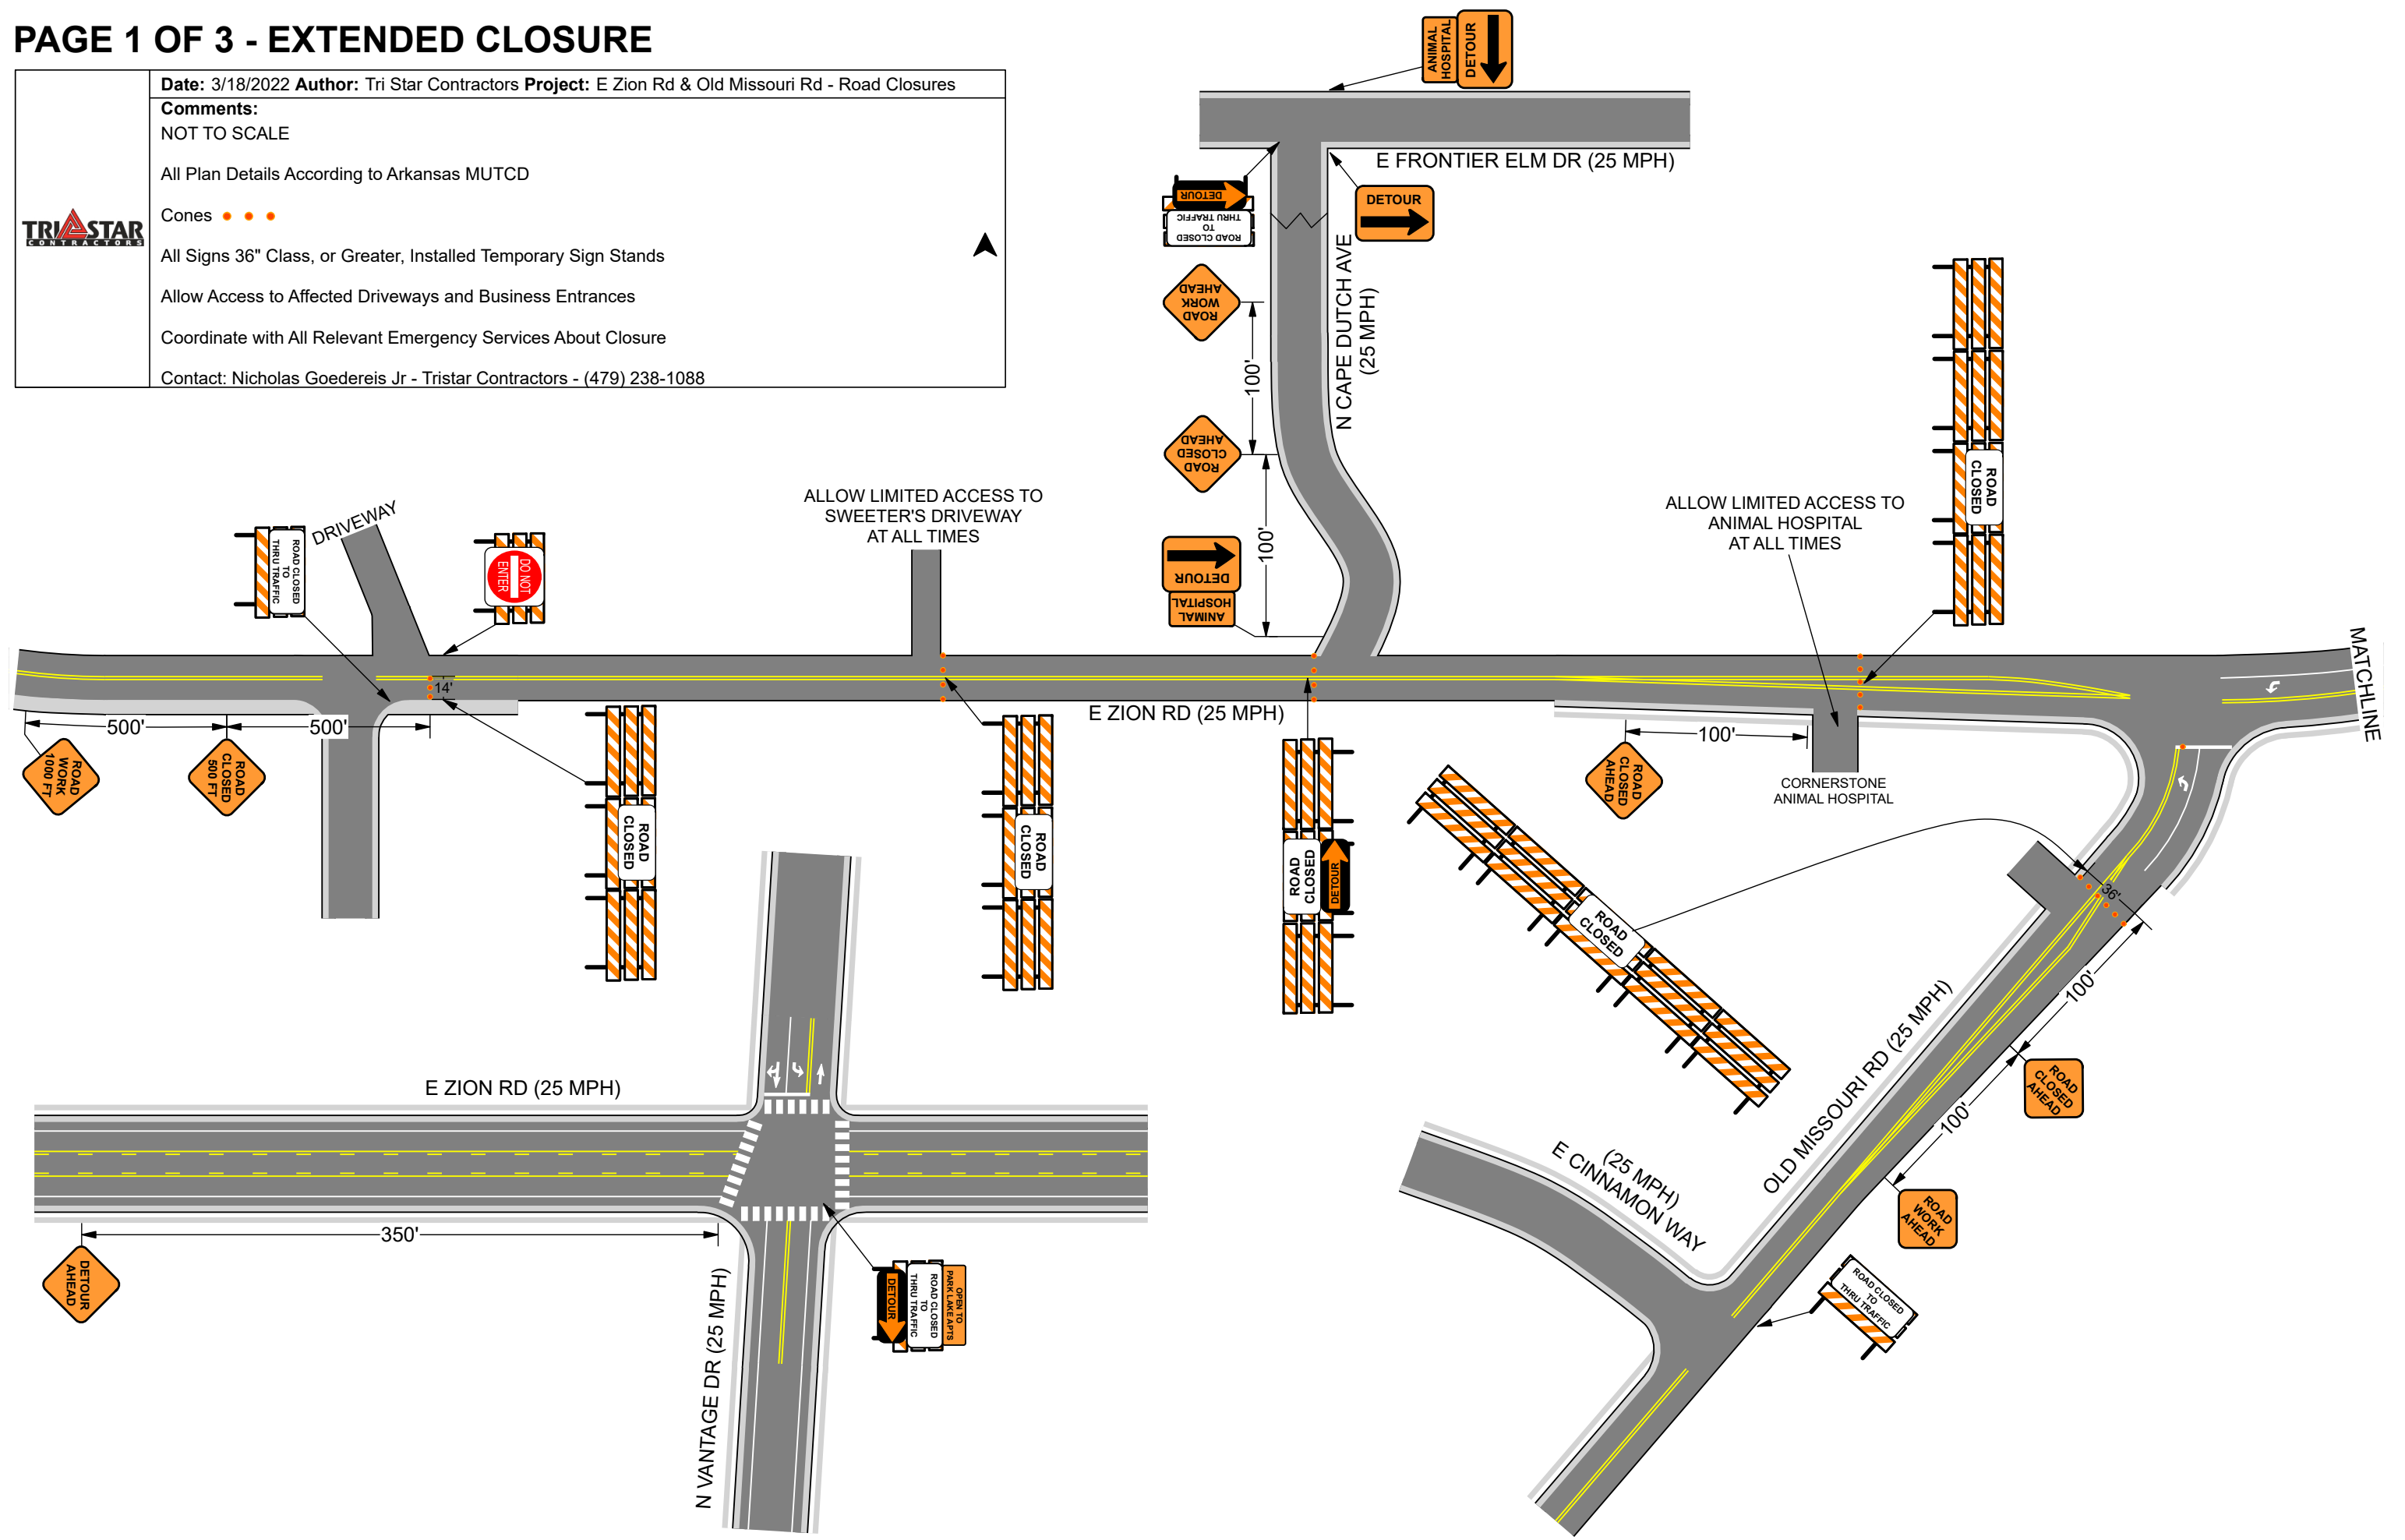 PAGE 1 OF 3 - EXTENDED CLOSURE
Date: 3/18/2022 Author: Tri Star Contractors Project: E Zion Rd & Old Missouri Rd - Road Closures
Comments:
NOT TO SCALE
All Plan Details According to Arkansas MUTCD
Cones
All Signs 36" Class, or Greater, Installed Temporary Sign Stands
Allow Access to Affected Driveways and Business Entrances
Coordinate with All Relevant Emergency Services About Closure
Contact: Nicholas Goedereis Jr - Tristar Contractors - (479) 238-1088
TRI STAR
CONTRACTORS
ANIMAL
HOSPITAL
DETOUR
E FRONTIER ELM DR (25 MPH)
DETOUR
DETOUR
ROAD CLOSED
TO
THRU TRAFFIC
ROAD
WORK
AHEAD
100'
N CAPE DUTCH AVE
(25 MPH)
ROAD
CLOSED
AHEAD
100'
DETOUR
ANIMAL
HOSPITAL
DRIVEWAY
ROAD CLOSED
TO
THRU TRAFFIC
DO NOT
ENTER
ALLOW LIMITED ACCESS TO
SWEETER'S DRIVEWAY
AT ALL TIMES
ALLOW LIMITED ACCESS TO
ANIMAL HOSPITAL
AT ALL TIMES
ROAD
CLOSED
MATCHLINE
14'
500'
500'
E ZION RD (25 MPH)
100'
ROAD
WORK
1000 FT
ROAD
CLOSED
500 FT
ROAD
CLOSED
ROAD
CLOSED
ROAD
CLOSED
DETOUR
ROAD
CLOSED
AHEAD
CORNERSTONE
ANIMAL HOSPITAL
ROAD
CLOSED
36'
100'
ROAD
CLOSED
AHEAD
100'
ROAD
WORK
AHEAD
OLD MISSOURI RD (25 MPH)
(25 MPH)
E CINNAMON WAY
ROAD CLOSED
TO
THRU TRAFFIC
E ZION RD (25 MPH)
350'
DETOUR
AHEAD
N VANTAGE DR (25 MPH)
OPEN TO
PARK LAKE APTS
ROAD CLOSED
TO
THRU TRAFFIC
DETOUR